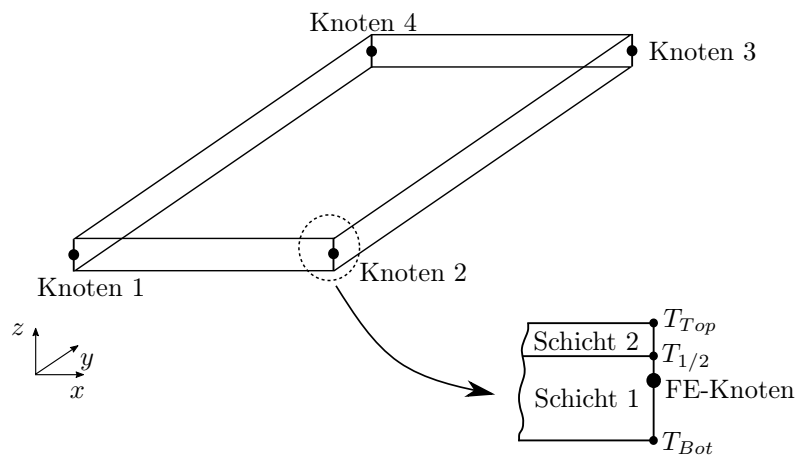 Knoten 4
Knoten 3
Knoten 2
Knoten 1
z
y
x
T_{Top}
Schicht 2
T_{1/2}
Schicht 1
FE-Knoten
T_{Bot}